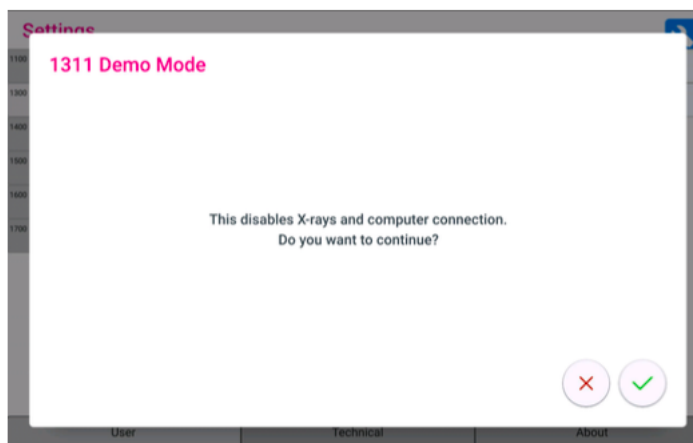 Settings
1311 Demo Mode
1100
1300
1400
1500
1600
1700
This disables X-rays and computer connection.
Do you want to continue?
User
Technical
About